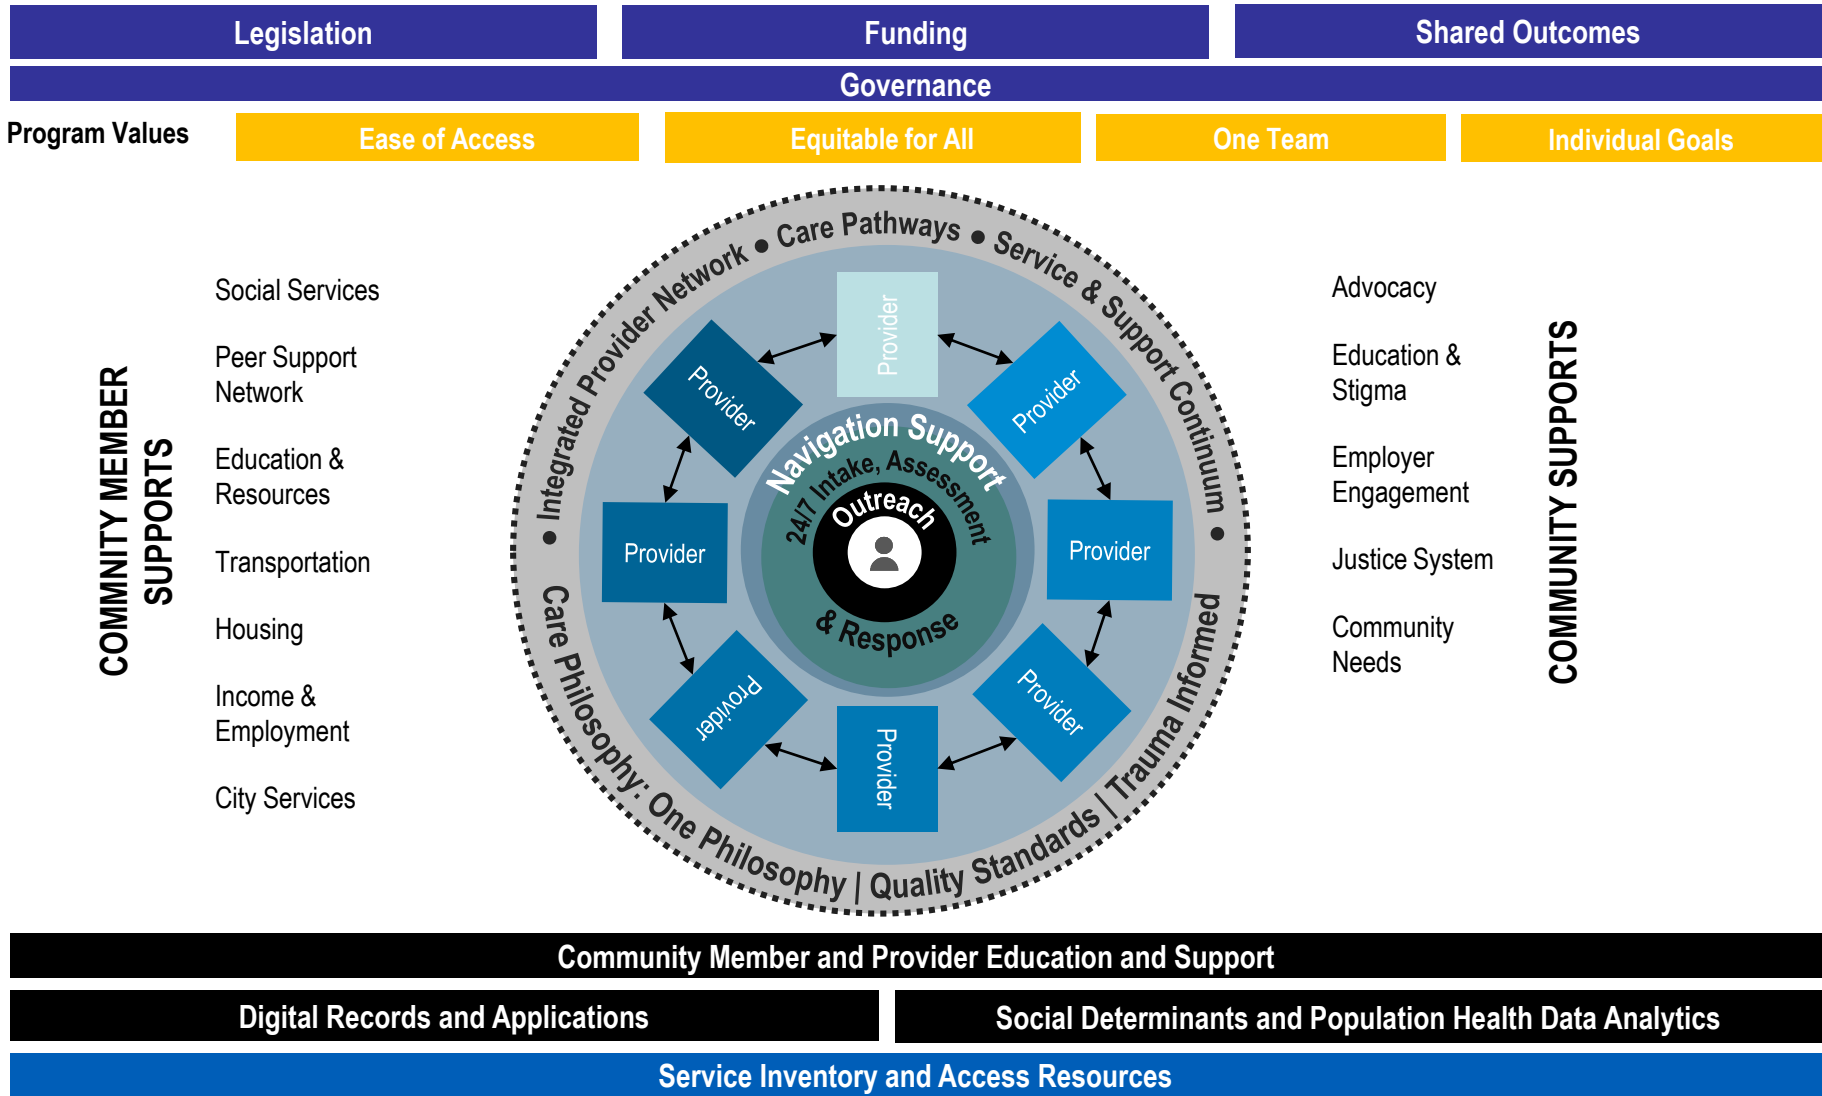 Legislation
Funding
Shared Outcomes
Governance
Program Values
Ease of Access
Equitable for All
One Team
Individual Goals
COMMNITY MEMBER
SUPPORTS
Social Services
Peer Support
Network
Education &
Resources
Transportation
Housing
Income &
Employment
City Services
● Integrated Provider Network ● Care Pathways ● Service & Support Continuum ●
Care Philosophy: One Philosophy | Quality Standards | Trauma Informed
Provider
Provider
Provider
Provider
Provider
Provider
Provider
Provider
Navigation Support
24/7 Intake, Assessment
& Response
Outreach
Advocacy
Education &
Stigma
Employer
Engagement
Justice System
Community
Needs
COMMUNITY SUPPORTS
Community Member and Provider Education and Support
Digital Records and Applications
Social Determinants and Population Health Data Analytics
Service Inventory and Access Resources